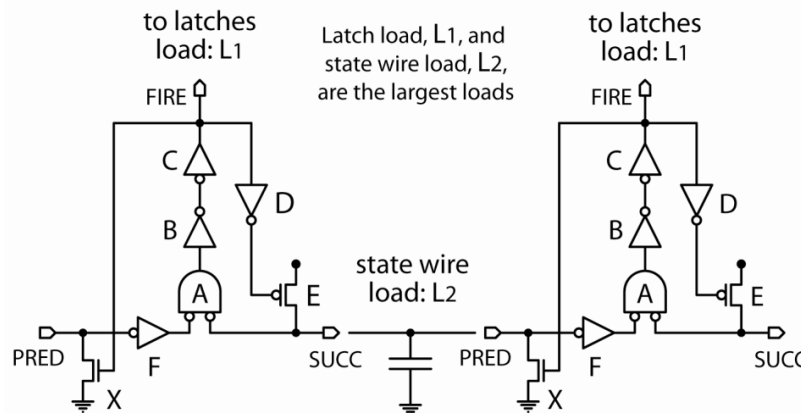 to latches
load: L1
Latch load, L1, and
state wire load, L2,
are the largest loads
to latches
load: L1
FIRE
FIRE
C
D
B
A
E
state wire
load: L2
C
D
B
A
E
PRED
F
X
SUCC
PRED
F
X
SUCC